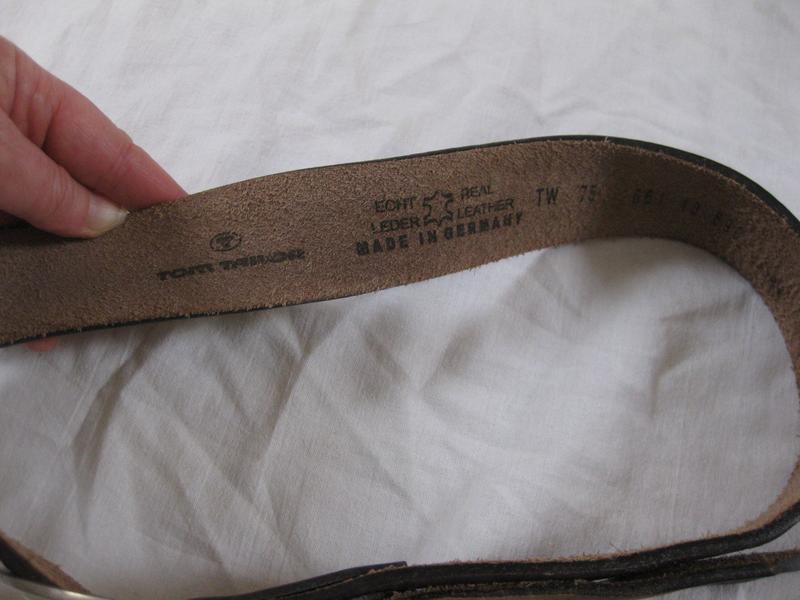 TOM TAILOR
ECHT REAL
LEDER LEATHER
MADE IN GERMANY
TW 75